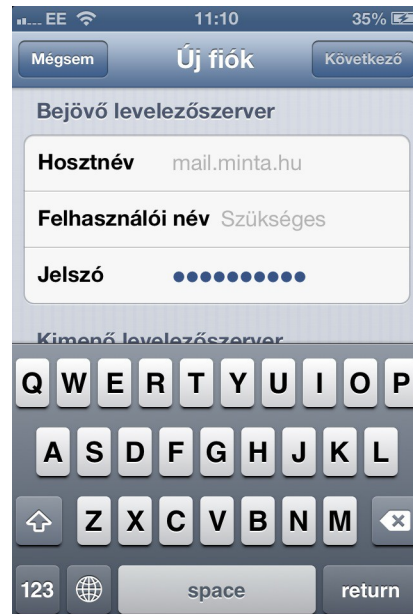 EE 11:10 35%
Mégsem Új fiók Következő
Bejövő levelezőszerver
Hosztnév mail.minta.hu
Felhasználói név Szükséges
Jelszó ●●●●●●●●●●
Kimenő levelezőszerver
Q W E R T Y U I O P
A S D F G H J K L
Z X C V B N M
123 space return